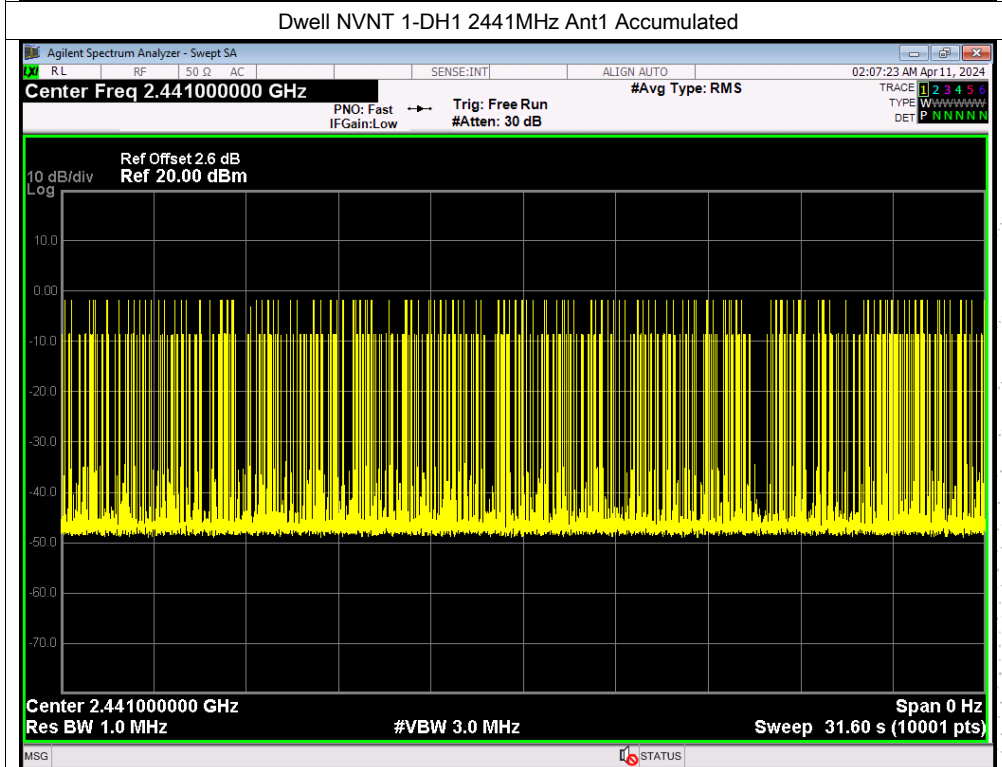 Dwell NVNT 1-DH1 2441MHz Ant1 Accumulated
Agilent Spectrum Analyzer - Swept SA
LXI RL RF 50 Ω AC SENSE:INT ALIGN AUTO 02:07:23 AM Apr 11, 2024
Center Freq 2.441000000 GHz #Avg Type: RMS TRACE 1 2 3 4 5 6
PNO: Fast Trig: Free Run TYPE WWWWWW
IFGain:Low #Atten: 30 dB DET P N N N N N
Ref Offset 2.6 dB
10 dB/div Ref 20.00 dBm
Log
10.0
0.00
-10.0
-20.0
-30.0
-40.0
-50.0
-60.0
-70.0
Center 2.441000000 GHz Span 0 Hz
Res BW 1.0 MHz #VBW 3.0 MHz Sweep 31.60 s (10001 pts)
MSG STATUS